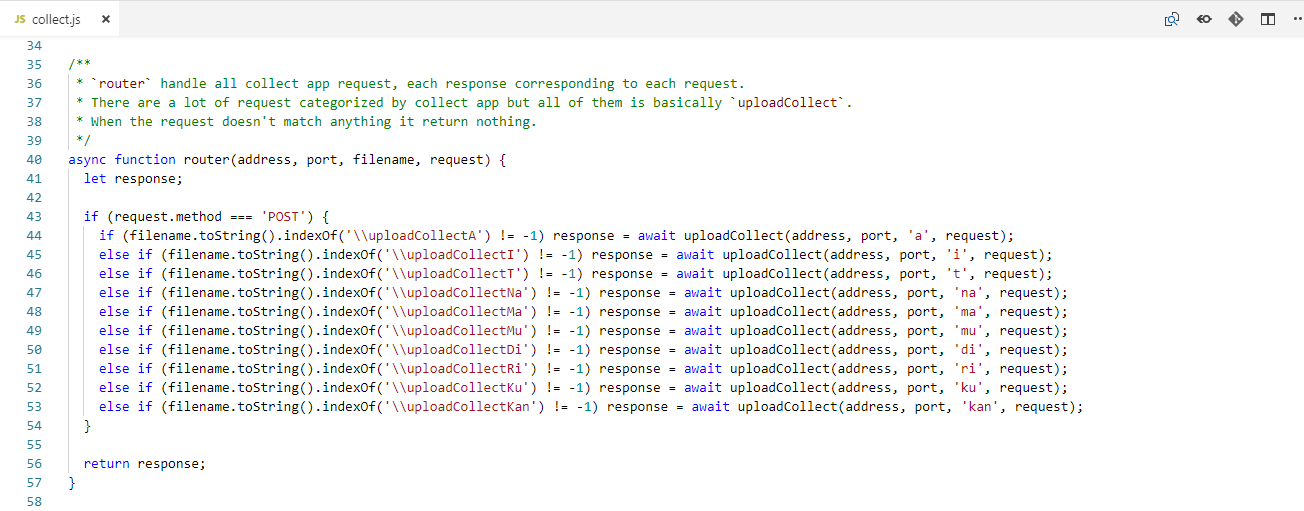 JS collect.js ×
34
35 /**
36  * `router` handle all collect app request, each response corresponding to each request.
37  * There are a lot of request categorized by collect app but all of them is basically `uploadCollect`.
38  * When the request doesn't match anything it return nothing.
39  */
40 async function router(address, port, filename, request) {
41   let response;
42
43   if (request.method === 'POST') {
44     if (filename.toString().indexOf('\\uploadCollectA') != -1) response = await uploadCollect(address, port, 'a', request);
45     else if (filename.toString().indexOf('\\uploadCollectI') != -1) response = await uploadCollect(address, port, 'i', request);
46     else if (filename.toString().indexOf('\\uploadCollectT') != -1) response = await uploadCollect(address, port, 't', request);
47     else if (filename.toString().indexOf('\\uploadCollectNa') != -1) response = await uploadCollect(address, port, 'na', request);
48     else if (filename.toString().indexOf('\\uploadCollectMa') != -1) response = await uploadCollect(address, port, 'ma', request);
49     else if (filename.toString().indexOf('\\uploadCollectMu') != -1) response = await uploadCollect(address, port, 'mu', request);
50     else if (filename.toString().indexOf('\\uploadCollectDi') != -1) response = await uploadCollect(address, port, 'di', request);
51     else if (filename.toString().indexOf('\\uploadCollectRi') != -1) response = await uploadCollect(address, port, 'ri', request);
52     else if (filename.toString().indexOf('\\uploadCollectKu') != -1) response = await uploadCollect(address, port, 'ku', request);
53     else if (filename.toString().indexOf('\\uploadCollectKan') != -1) response = await uploadCollect(address, port, 'kan', request);
54   }
55
56   return response;
57 }
58